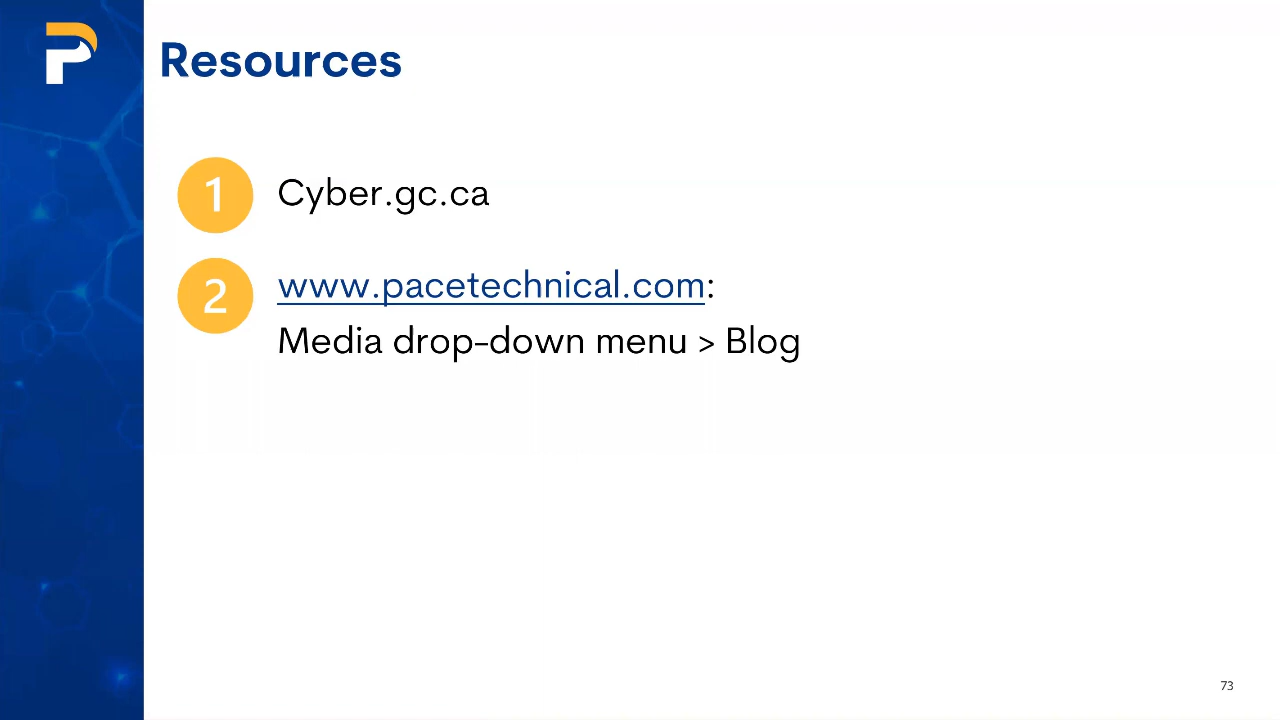 Resources
1 Cyber.gc.ca
2 www.pacetechnical.com:
Media drop-down menu > Blog
73